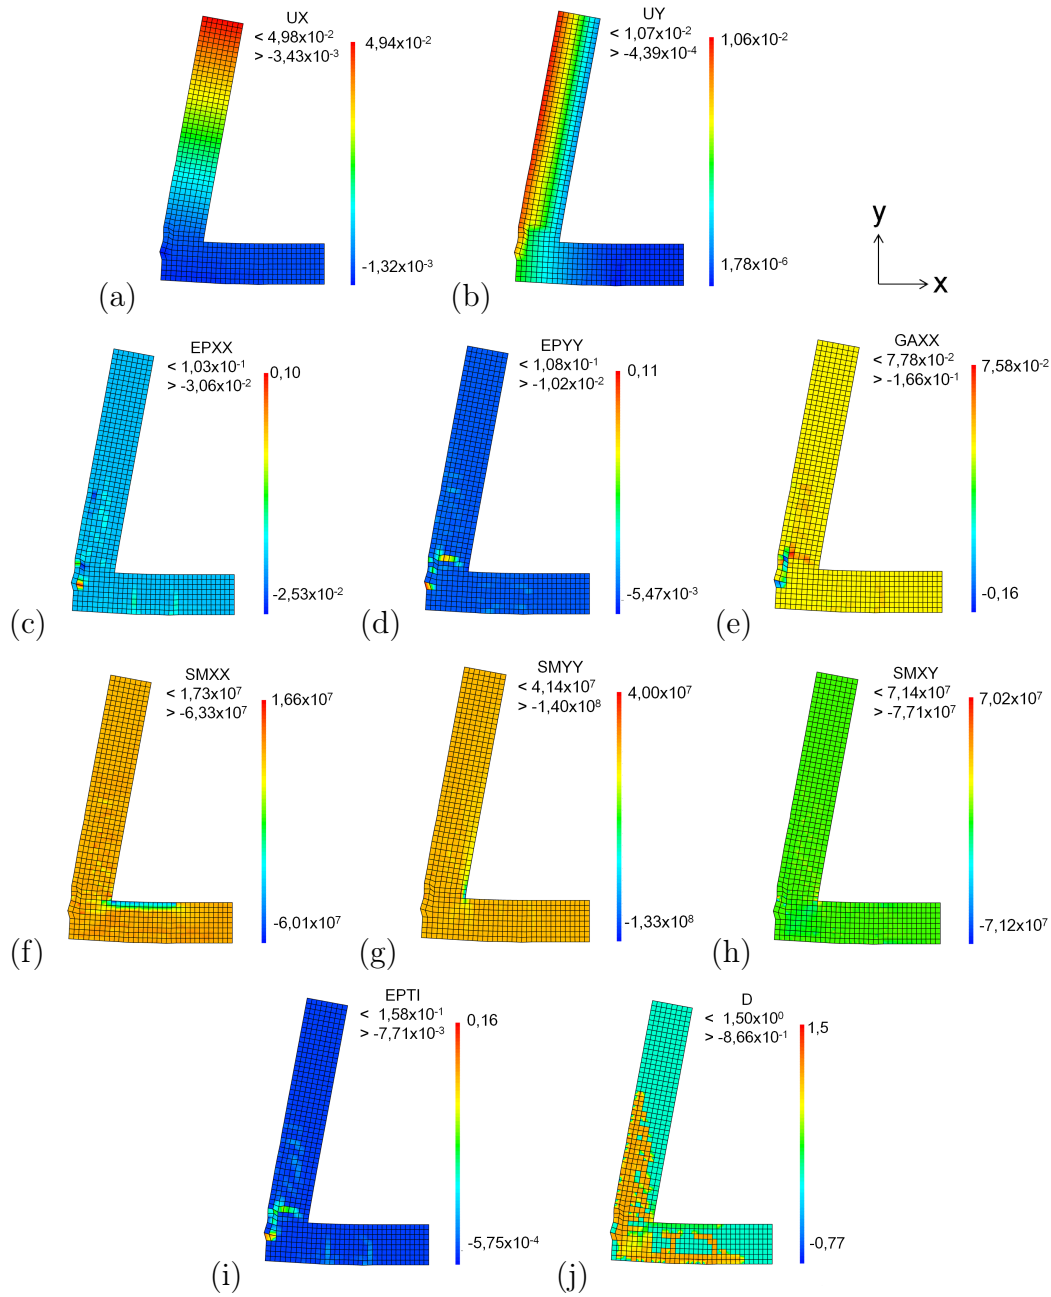 UX
< 4,98x10-2
> -3,43x10-3
4,94x10-2
-1,32x10-3
(a)
UY
< 1,07x10-2
> -4,39x10-4
1,06x10-2
1,78x10-6
(b)
y
x
EPXX
< 1,03x10-1
> -3,06x10-2
0,10
-2,53x10-2
(c)
EPYY
< 1,08x10-1
> -1,02x10-2
0,11
-5,47x10-3
(d)
GAXX
< 7,78x10-2
> -1,66x10-1
7,58x10-2
-0,16
(e)
SMXX
< 1,73x107
> -6,33x107
1,66x107
-6,01x107
(f)
SMYY
< 4,14x107
> -1,40x108
4,00x107
-1,33x108
(g)
SMXY
< 7,14x107
> -7,71x107
7,02x107
-7,12x107
(h)
EPTI
< 1,58x10-1
> -7,71x10-3
0,16
-5,75x10-4
(i)
D
< 1,50x100
> -8,66x10-1
1,5
-0,77
(j)